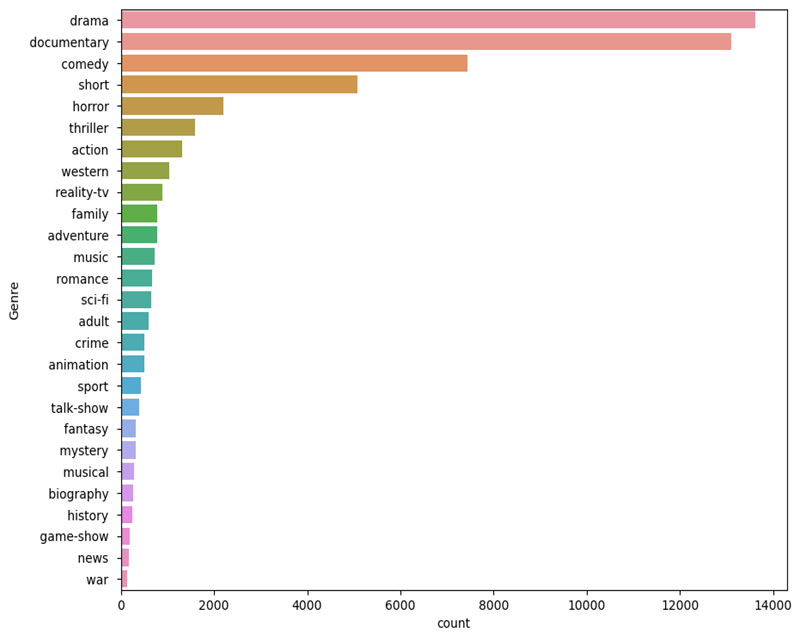 drama
documentary
comedy
short
horror
thriller
action
western
reality-tv
family
adventure
music
romance
sci-fi
adult
crime
animation
sport
talk-show
fantasy
mystery
musical
biography
history
game-show
news
war
Genre
0 2000 4000 6000 8000 10000 12000 14000
count